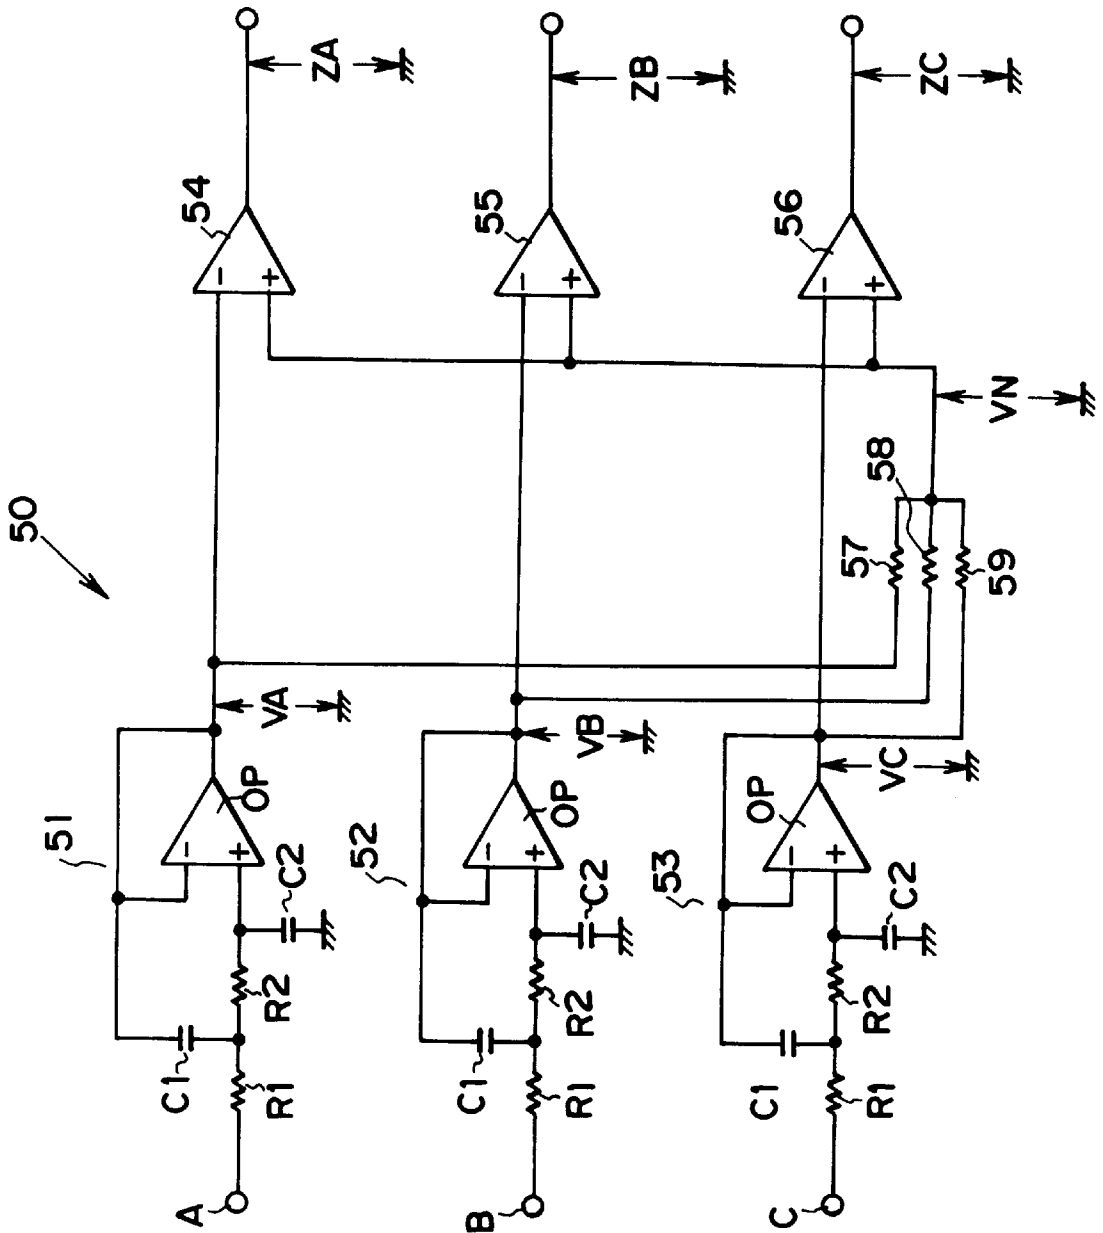 50
A
R1
C1
R2
C2
51
OP
VA
54
ZA
B
R1
C1
R2
C2
52
OP
VB
55
ZB
C
R1
C1
R2
C2
53
OP
VC
56
ZC
57
58
59
VN
−
+
−
+
−
+
−
+
−
+
−
+